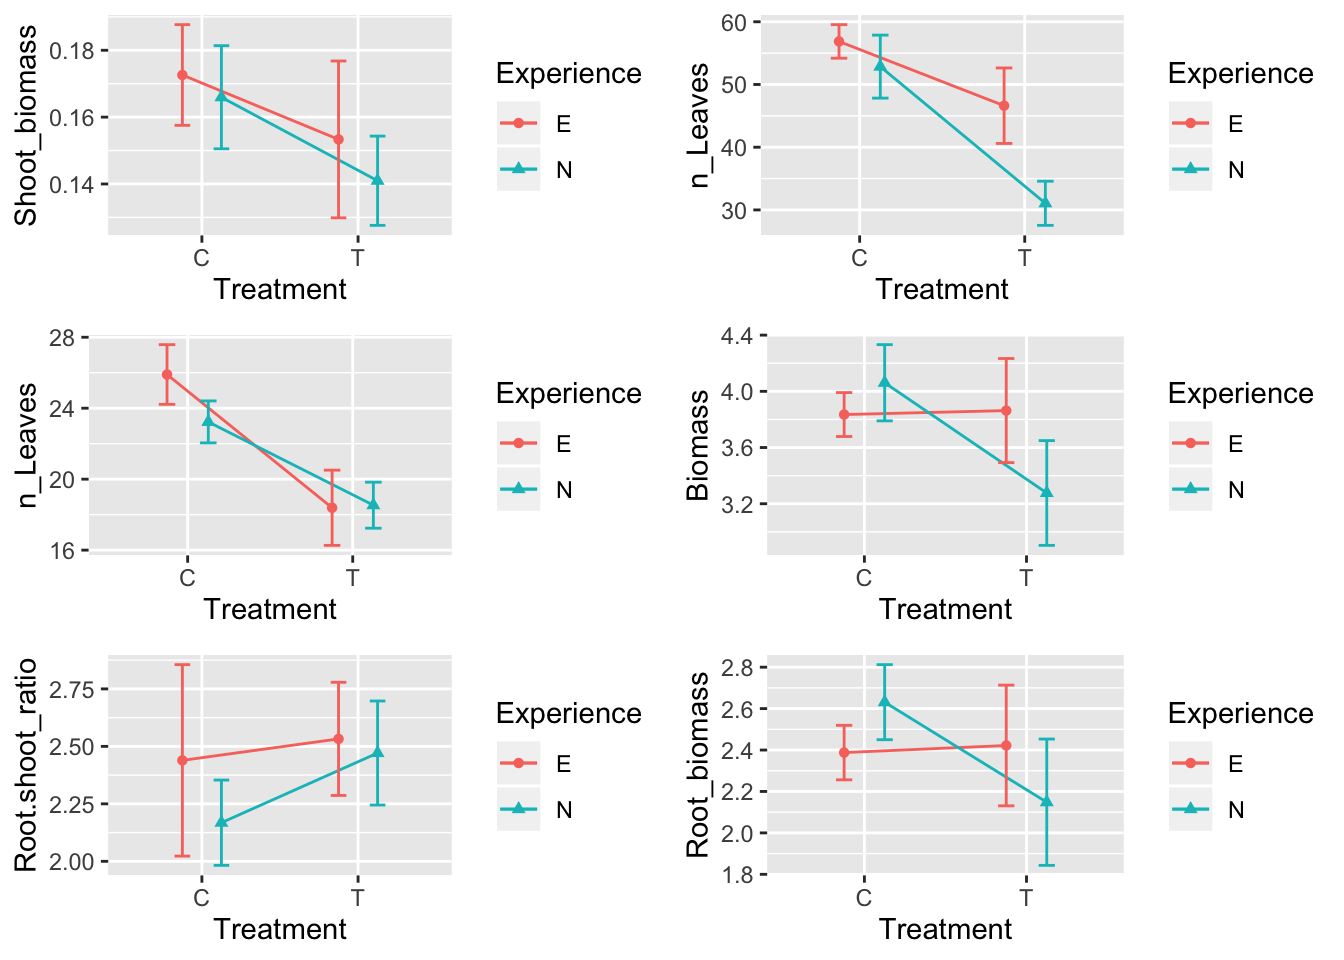 Shoot_biomass
0.18
0.16
0.14
C
T
Treatment
Experience
E
N
n_Leaves
60
50
40
30
C
T
Treatment
Experience
E
N
n_Leaves
28
24
20
16
C
T
Treatment
Experience
E
N
Biomass
4.4
4.0
3.6
3.2
C
T
Treatment
Experience
E
N
Root.shoot_ratio
2.75
2.50
2.25
2.00
C
T
Treatment
Experience
E
N
Root_biomass
2.8
2.6
2.4
2.2
2.0
1.8
C
T
Treatment
Experience
E
N